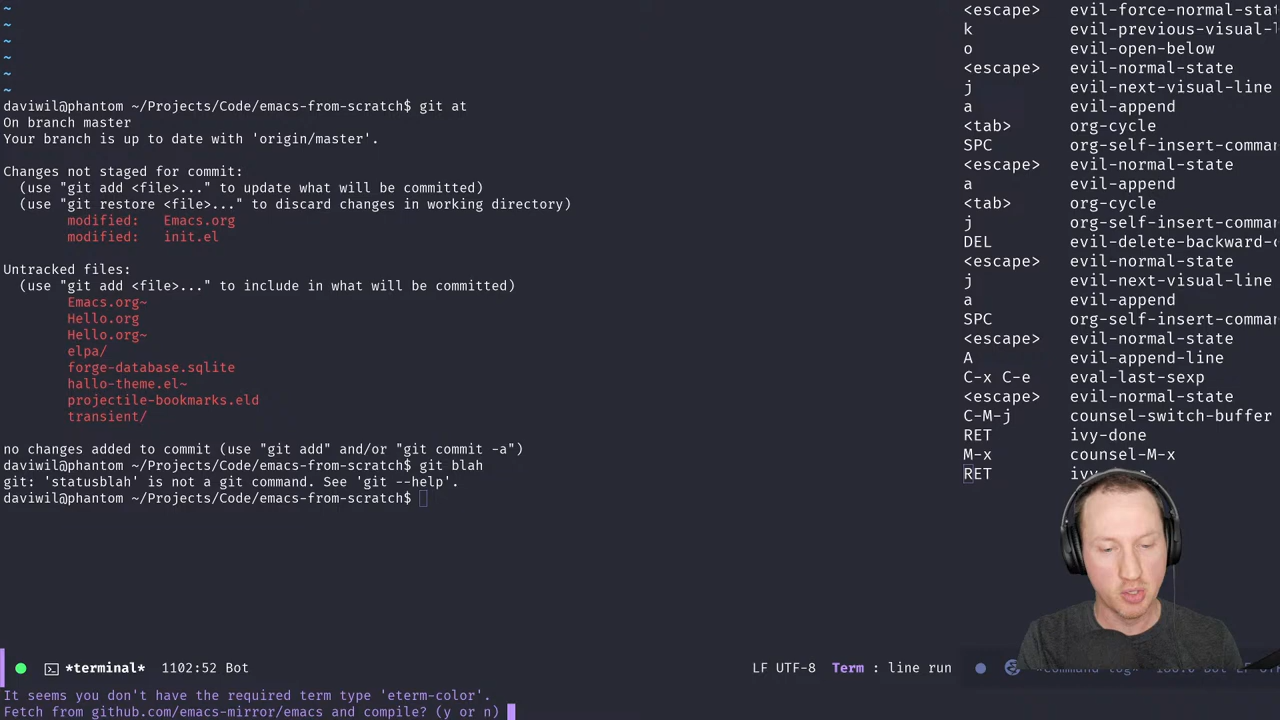 ~
~
~
~
~
~
daviwil@phantom ~/Projects/Code/emacs-from-scratch$ git at
On branch master
Your branch is up to date with 'origin/master'.
Changes not staged for commit:
(use "git add <file>..." to update what will be committed)
(use "git restore <file>..." to discard changes in working directory)
modified: Emacs.org
modified: init.el
Untracked files:
(use "git add <file>..." to include in what will be committed)
Emacs.org~
Hello.org
Hello.org~
elpa/
forge-database.sqlite
hallo-theme.el~
projectile-bookmarks.eld
transient/
no changes added to commit (use "git add" and/or "git commit -a")
daviwil@phantom ~/Projects/Code/emacs-from-scratch$ git blah
git: 'statusblah' is not a git command. See 'git --help'.
daviwil@phantom ~/Projects/Code/emacs-from-scratch$
<escape> evil-force-normal-stat
k evil-previous-visual-l
o evil-open-below
<escape> evil-normal-state
j evil-next-visual-line
a evil-append
<tab> org-cycle
SPC org-self-insert-comman
<escape> evil-normal-state
a evil-append
<tab> org-cycle
j org-self-insert-comman
DEL evil-delete-backward-c
<escape> evil-normal-state
j evil-next-visual-line
a evil-append
SPC org-self-insert-comman
<escape> evil-normal-state
A evil-append-line
C-x C-e eval-last-sexp
<escape> evil-normal-state
C-M-j counsel-switch-buffer
RET ivy-done
M-x counsel-M-x
RET
*terminal* 1102:52 Bot LF UTF-8 Term : line run
It seems you don't have the required term type 'eterm-color'.
Fetch from github.com/emacs-mirror/emacs and compile? (y or n)